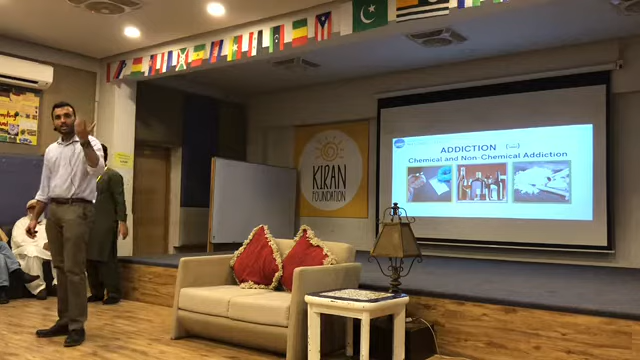 ADDICTION
Chemical and Non-Chemical Addiction
KIRAN
FOUNDATION